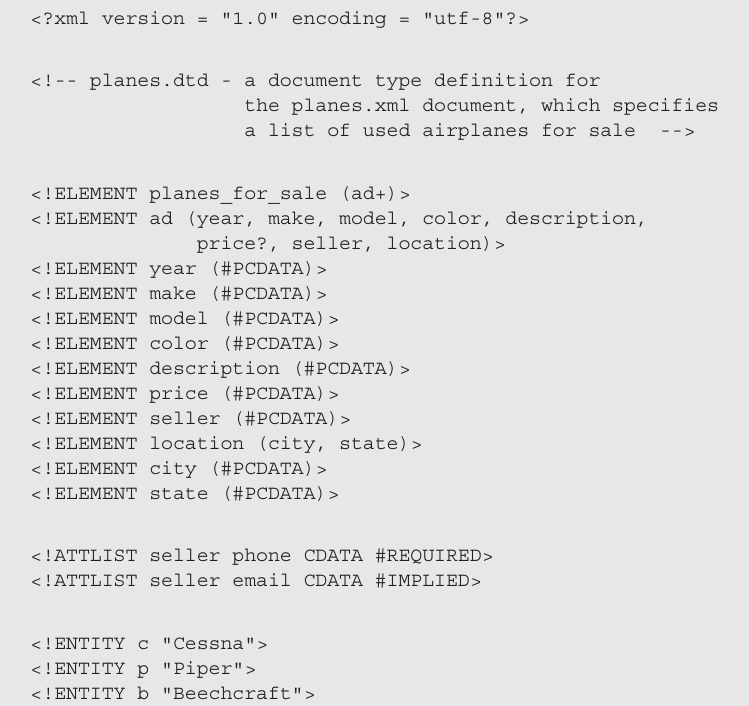 <?xml version = "1.0" encoding = "utf-8"?>
<!-- planes.dtd - a document type definition for
the planes.xml document, which specifies
a list of used airplanes for sale -->
<!ELEMENT planes_for_sale (ad+)>
<!ELEMENT ad (year, make, model, color, description,
price?, seller, location)>
<!ELEMENT year (#PCDATA)>
<!ELEMENT make (#PCDATA)>
<!ELEMENT model (#PCDATA)>
<!ELEMENT color (#PCDATA)>
<!ELEMENT description (#PCDATA)>
<!ELEMENT price (#PCDATA)>
<!ELEMENT seller (#PCDATA)>
<!ELEMENT location (city, state)>
<!ELEMENT city (#PCDATA)>
<!ELEMENT state (#PCDATA)>
<!ATTLIST seller phone CDATA #REQUIRED>
<!ATTLIST seller email CDATA #IMPLIED>
<!ENTITY c "Cessna">
<!ENTITY p "Piper">
<!ENTITY b "Beechcraft">